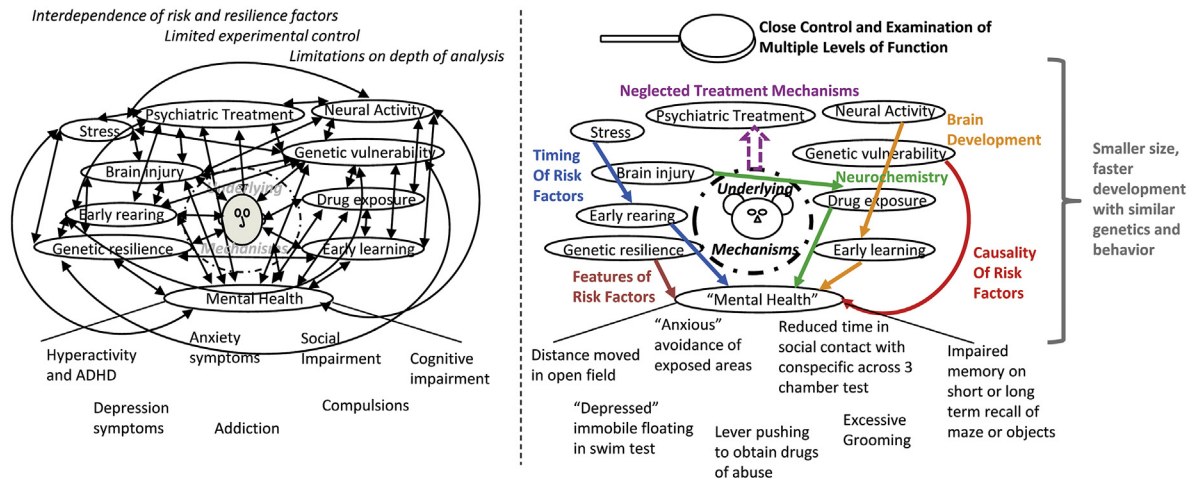 Interdependence of risk and resilience factors
Limited experimental control
Limitations on depth of analysis
Psychiatric Treatment
Neural Activity
Stress
Genetic vulnerability
Brain injury
Underlying
Drug exposure
Early rearing
Genetic resilience
Mechanisms
Early learning
Mental Health
Hyperactivity
and ADHD
Anxiety
symptoms
Social
Impairment
Cognitive
impairment
Depression
symptoms
Addiction
Compulsions
Close Control and Examination of
Multiple Levels of Function
Neglected Treatment Mechanisms
Psychiatric Treatment
Neural Activity
Stress
Brain
Development
Timing
Of Risk
Factors
Genetic vulnerability
Brain injury
Neurochemistry
Underlying
Drug exposure
Early rearing
Genetic resilience
Mechanisms
Early learning
Features of
Risk Factors
Causality
Of Risk
Factors
“Mental Health”
Distance moved
in open field
“Anxious”
avoidance of
exposed areas
Reduced time in
social contact with
conspecific across 3
chamber test
Impaired
memory on
short or long
term recall of
maze or objects
“Depressed”
immobile floating
in swim test
Lever pushing
to obtain drugs
of abuse
Excessive
Grooming
Smaller size,
faster
development
with similar
genetics and
behavior